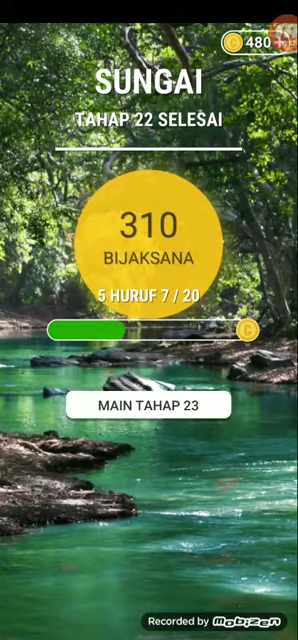 480
SUNGAI
TAHAP 22 SELESAI
310
BIJAKSANA
5 HURUF 7 / 20
MAIN TAHAP 23
Recorded by MOBIZEN